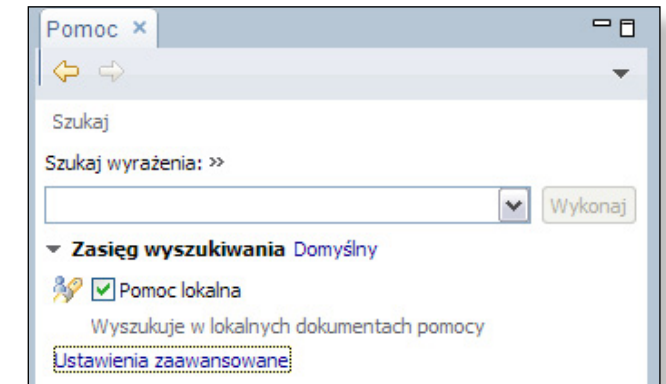 Pomoc
Szukaj
Szukaj wyrażenia: »
Wykonaj
Zasięg wyszukiwania Domyślny
Pomoc lokalna
Wyszukuje w lokalnych dokumentach pomocy
Ustawienia zaawansowane